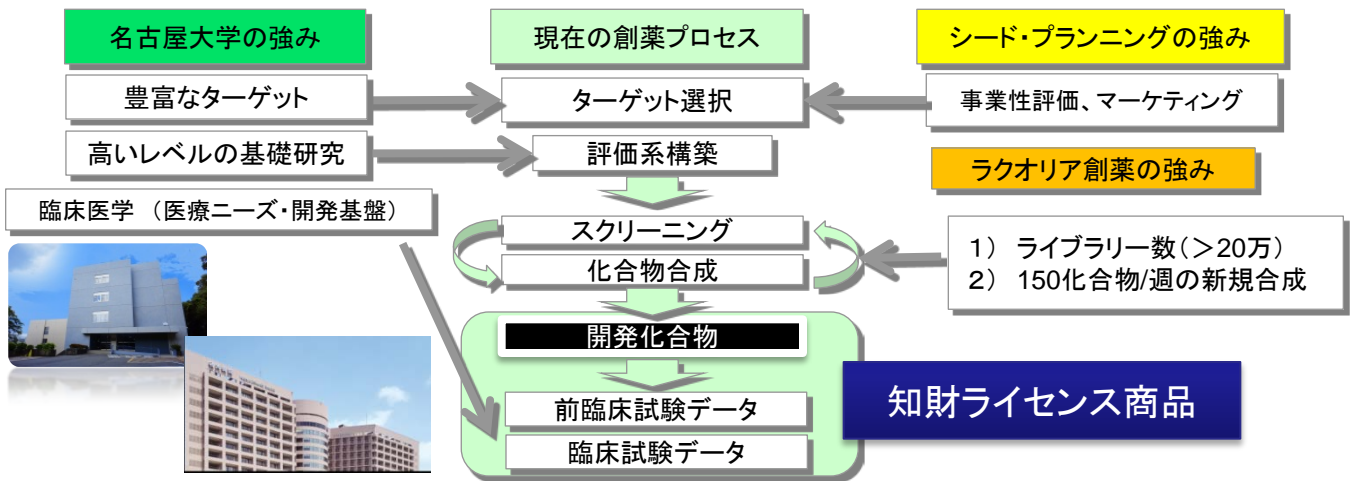 名古屋大学の強み
豊富なターゲット
高いレベルの基礎研究
臨床医学 (医療ニーズ・開発基盤)
現在の創薬プロセス
ターゲット選択
評価系構築
スクリーニング
化合物合成
開発化合物
前臨床試験データ
臨床試験データ
シード・プランニングの強み
事業性評価、マーケティング
ラクオリア創薬の強み
1) ライブラリー数(>20万)
2) 150化合物/週の新規合成
知財ライセンス商品